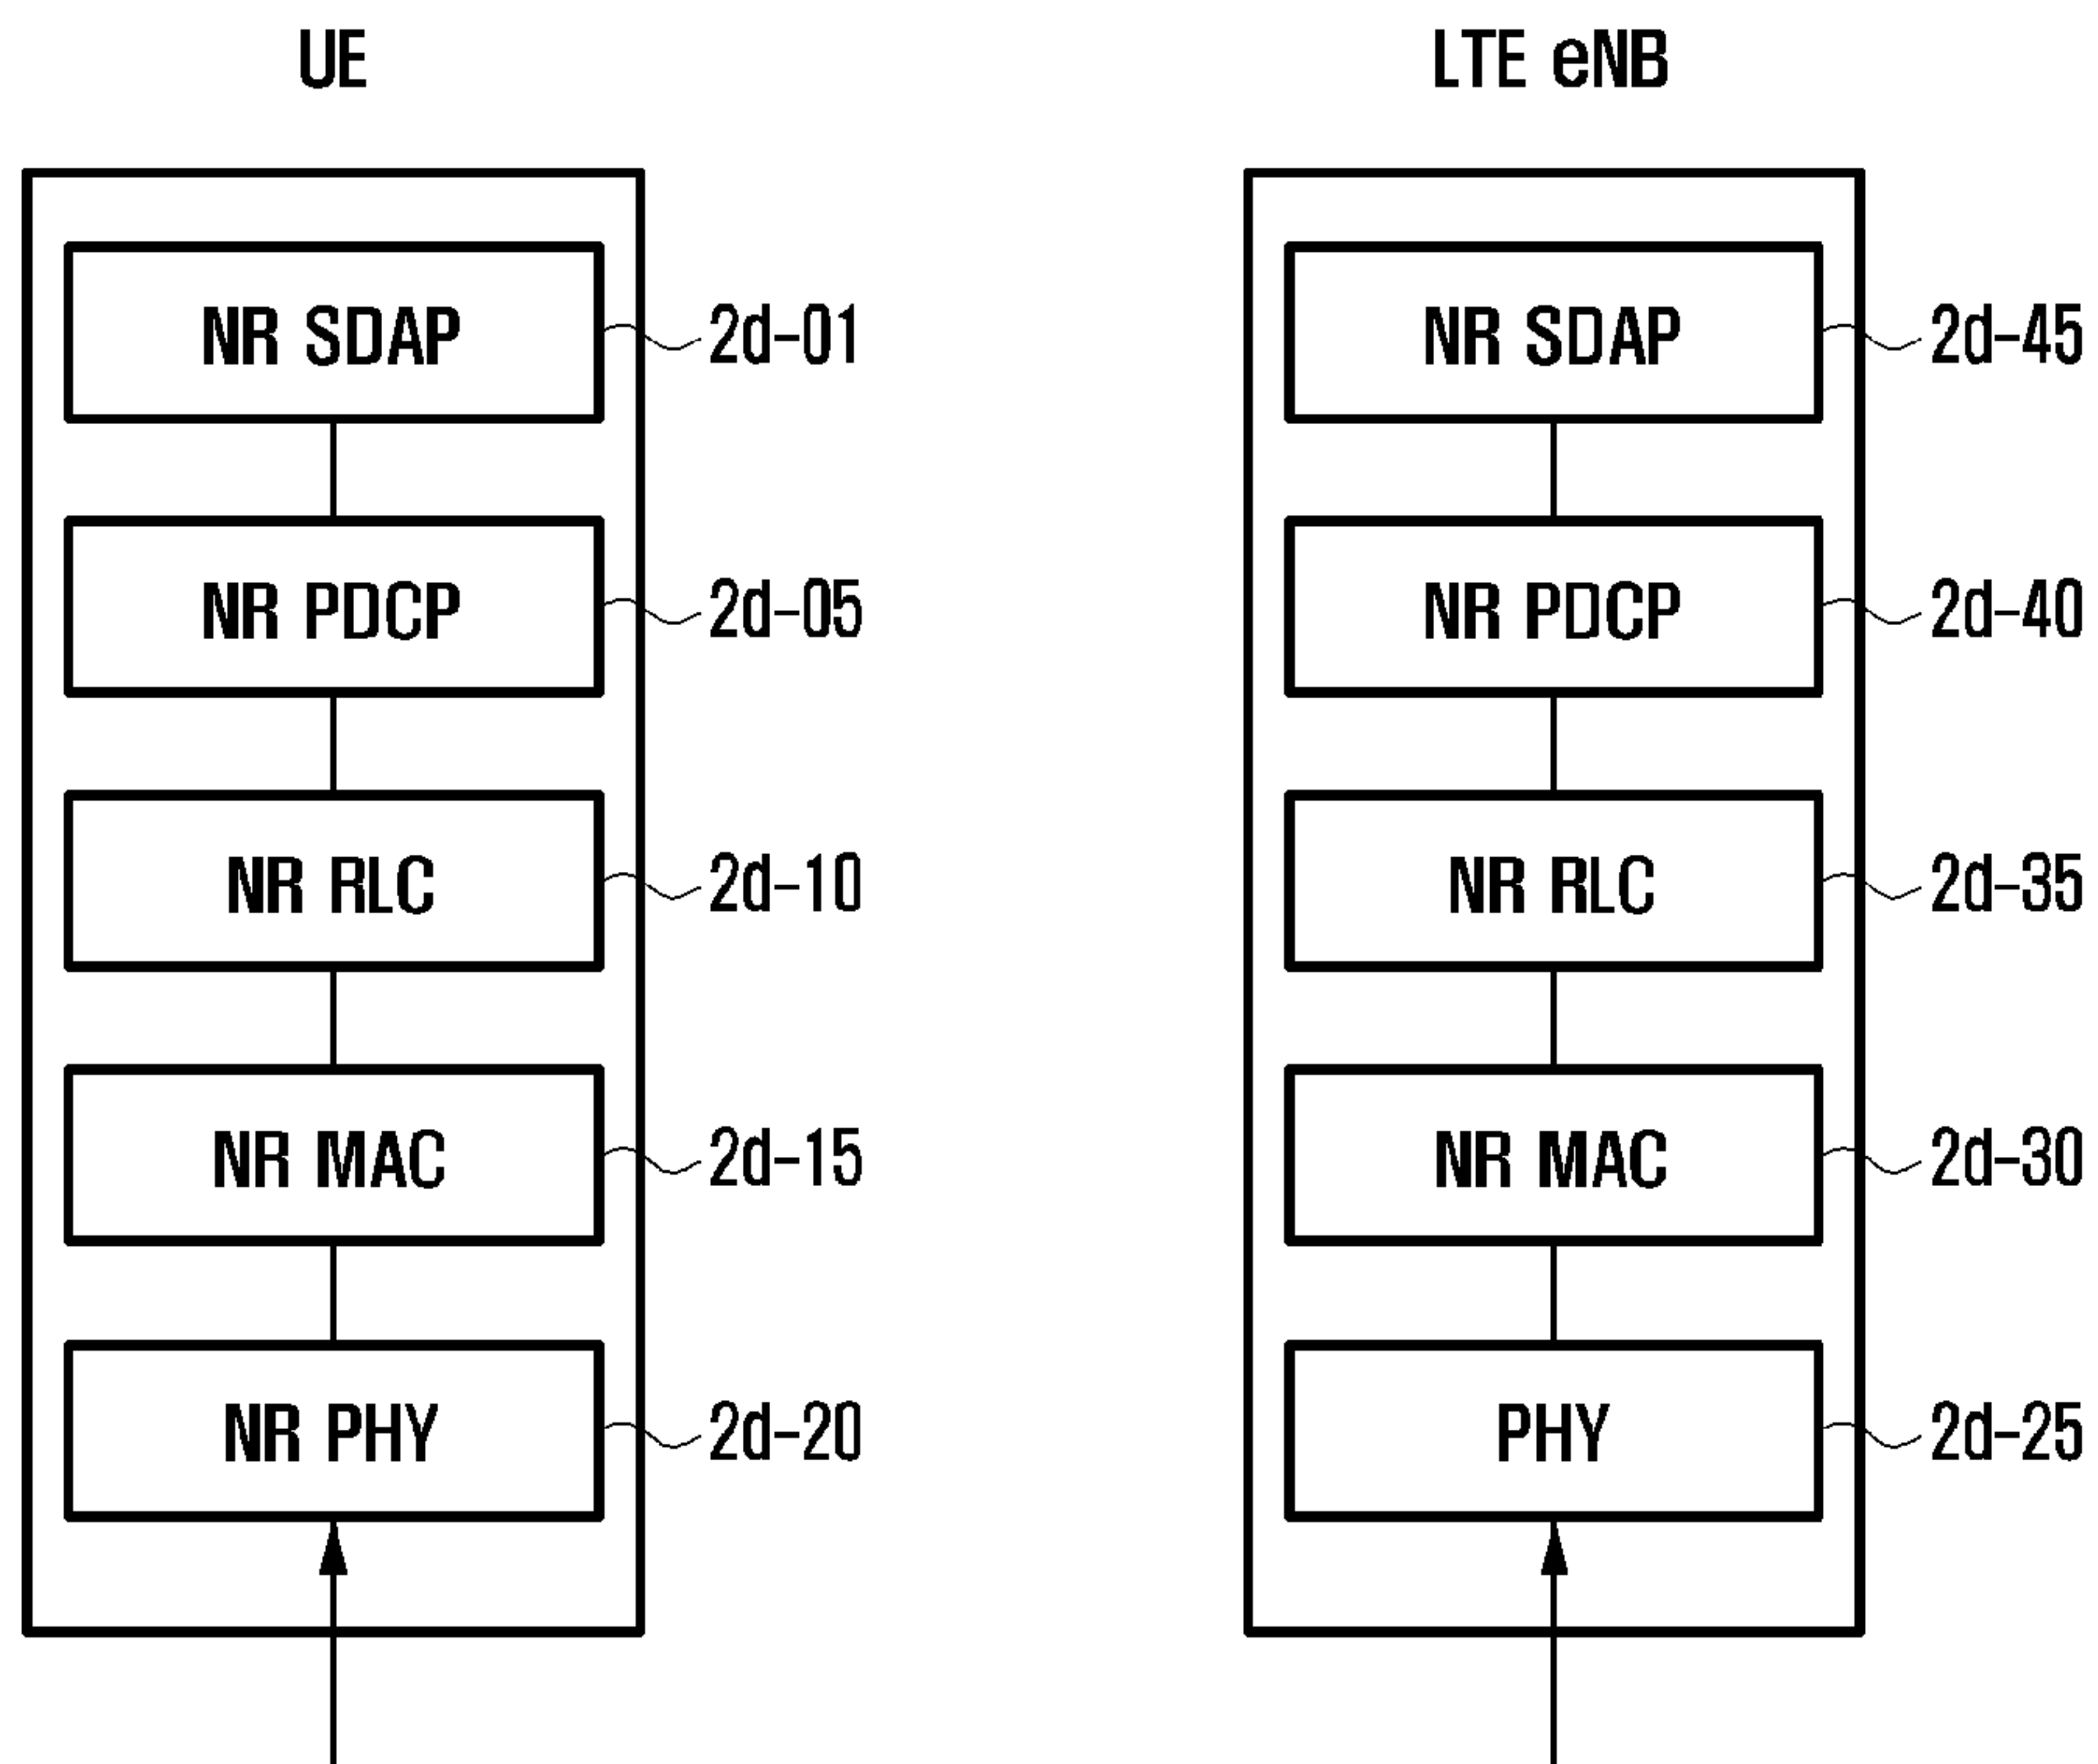 UE
LTE eNB
NR SDAP 2d-01
NR SDAP 2d-45
NR PDCP 2d-05
NR PDCP 2d-40
NR RLC 2d-10
NR RLC 2d-35
NR MAC 2d-15
NR MAC 2d-30
NR PHY 2d-20
PHY 2d-25